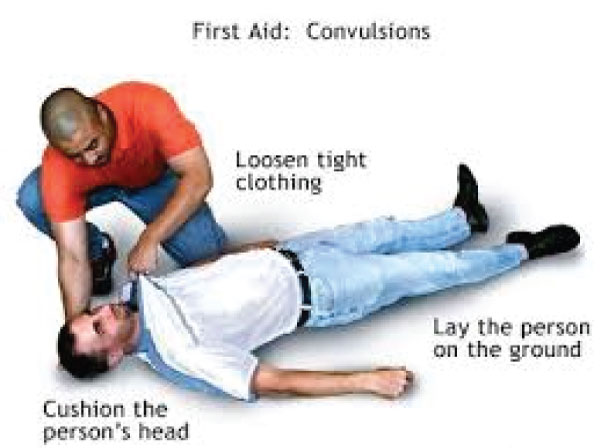 First Aid: Convulsions
Loosen tight
clothing
Lay the person
on the ground
Cushion the
person's head